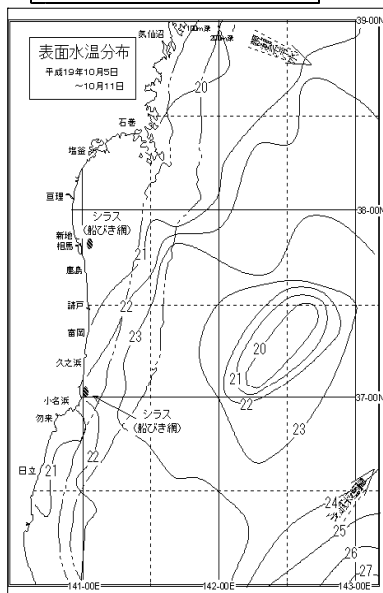 39-00N
気仙沼
100m深
200m深
表面水温分布
平成19年10月5日
～10月11日
20
石巻
塩釜
亘理
38-00N
シラス
(船びき網)
新地
相馬
鹿島
21
請戸
22
富岡
23
20
久之浜
21
22
37-00N
小名浜
勿来
シラス
(船びき網)
23
22
日立
21
24
25
26
27
141-00E
142-00E
143-00E